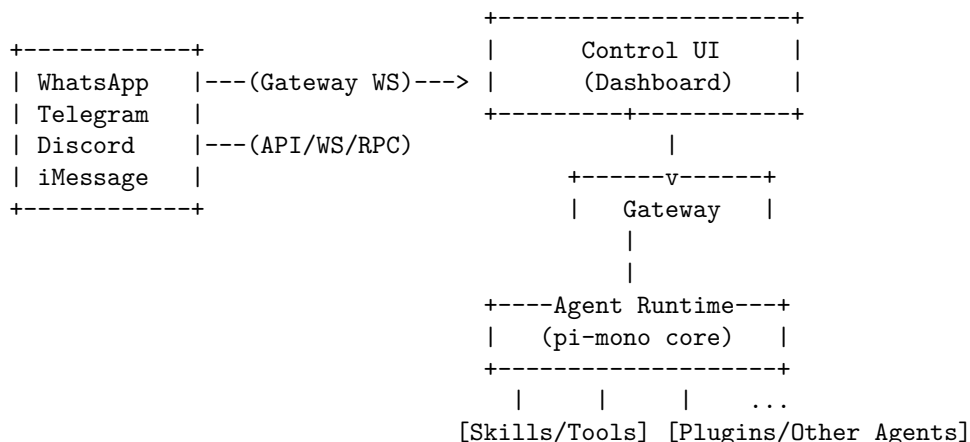 Control UI
WhatsApp ---(Gateway WS)---> (Dashboard)
Telegram
Discord ---(API/WS/RPC)
iMessage v
Gateway
Agent Runtime
(pi-mono core)
...
[Skills/Tools] [Plugins/Other Agents]